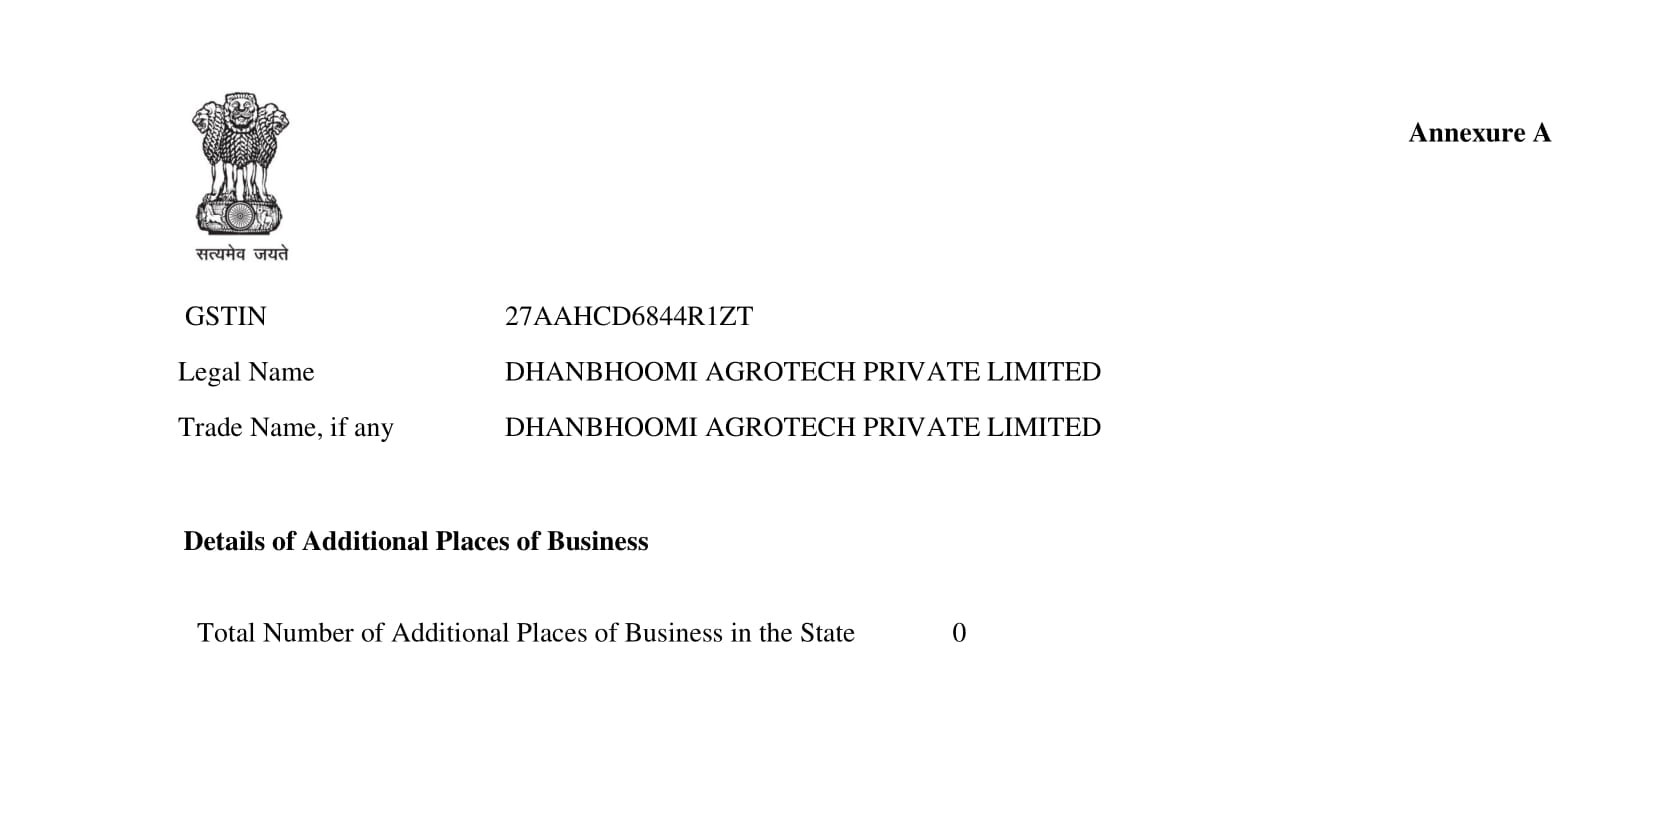 Annexure A
सत्यमेव जयते
GSTIN 27AAHCD6844R1ZT
Legal Name DHANBHOOMI AGROTECH PRIVATE LIMITED
Trade Name, if any DHANBHOOMI AGROTECH PRIVATE LIMITED
Details of Additional Places of Business
Total Number of Additional Places of Business in the State 0